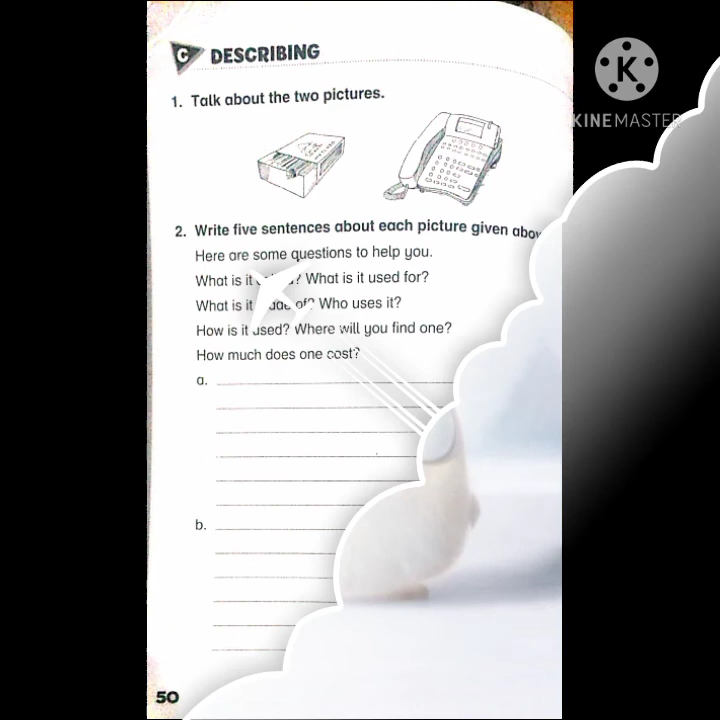 C DESCRIBING
K
KINEMASTER
1. Talk about the two pictures.
2. Write five sentences about each picture given abov
Here are some questions to help you.
What is it What is it used for?
What is it of? Who uses it?
How is it used? Where will you find one?
How much does one cost?
a.
b.
50